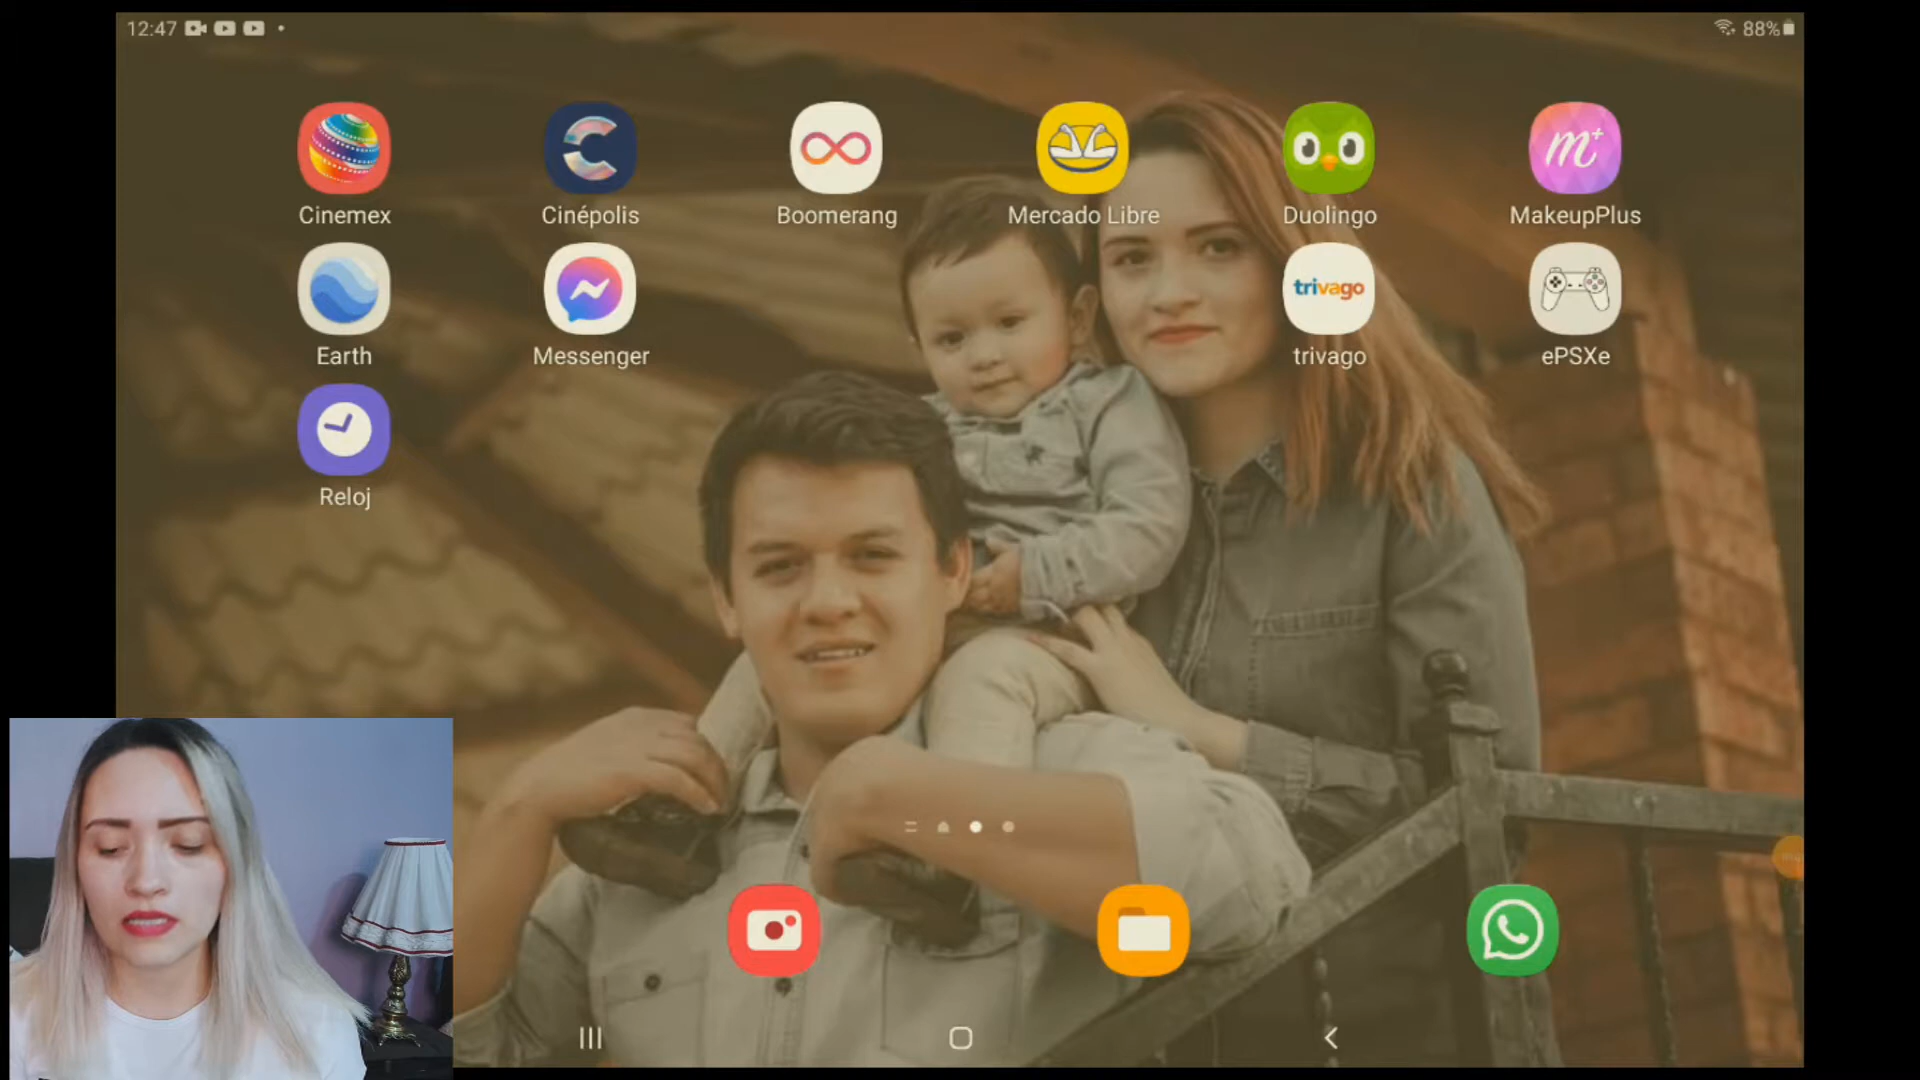 12:47
88%
Cinemex
Cinépolis
Boomerang
Mercado Libre
Duolingo
MakeupPlus
trivago
Earth
Messenger
trivago
ePSXe
Reloj